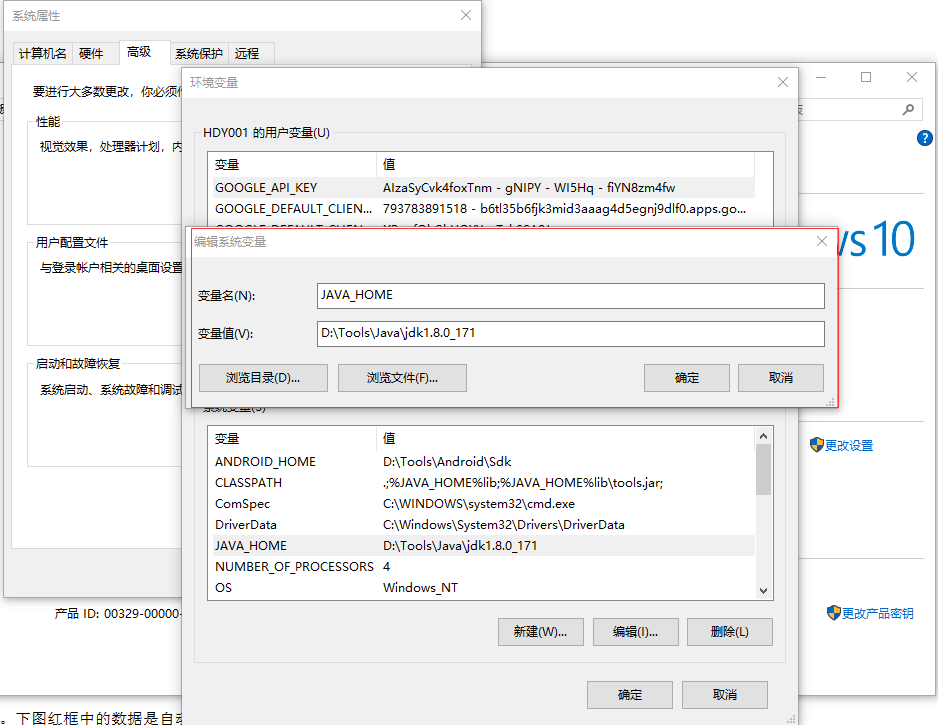 系统属性
计算机名 硬件 高级 系统保护 远程
要进行大多数更改，你必须
性能
视觉效果，处理器计划，内
用户配置文件
与登录帐户相关的桌面设置
启动和故障恢复
系统启动、系统故障和调试
环境变量
HDY001 的用户变量(U)
变量 值
GOOGLE_API_KEY AIzaSyCvk4foxTnm - gNIPY - WI5Hq - fiYN8zm4fw
GOOGLE_DEFAULT_CLIEN... 793783891518 - b6tl35b6fjk3mid3aaag4d5egnj9dlf0.apps.go...
编辑系统变量
变量名(N): JAVA_HOME
变量值(V): D:\Tools\Java\jdk1.8.0_171
浏览目录(D)... 浏览文件(F)... 确定 取消
系统变量(S)
变量 值
ANDROID_HOME D:\Tools\Android\Sdk
CLASSPATH .;%JAVA_HOME%lib;%JAVA_HOME%lib\tools.jar;
ComSpec C:\WINDOWS\system32\cmd.exe
DriverData C:\Windows\System32\Drivers\DriverData
JAVA_HOME D:\Tools\Java\jdk1.8.0_171
NUMBER_OF_PROCESSORS 4
OS Windows_NT
新建(W)... 编辑(I)... 删除(L)
确定 取消
ws 10
更改设置
产品 ID: 00329-00000-
更改产品密钥
。下图红框中的数据是自